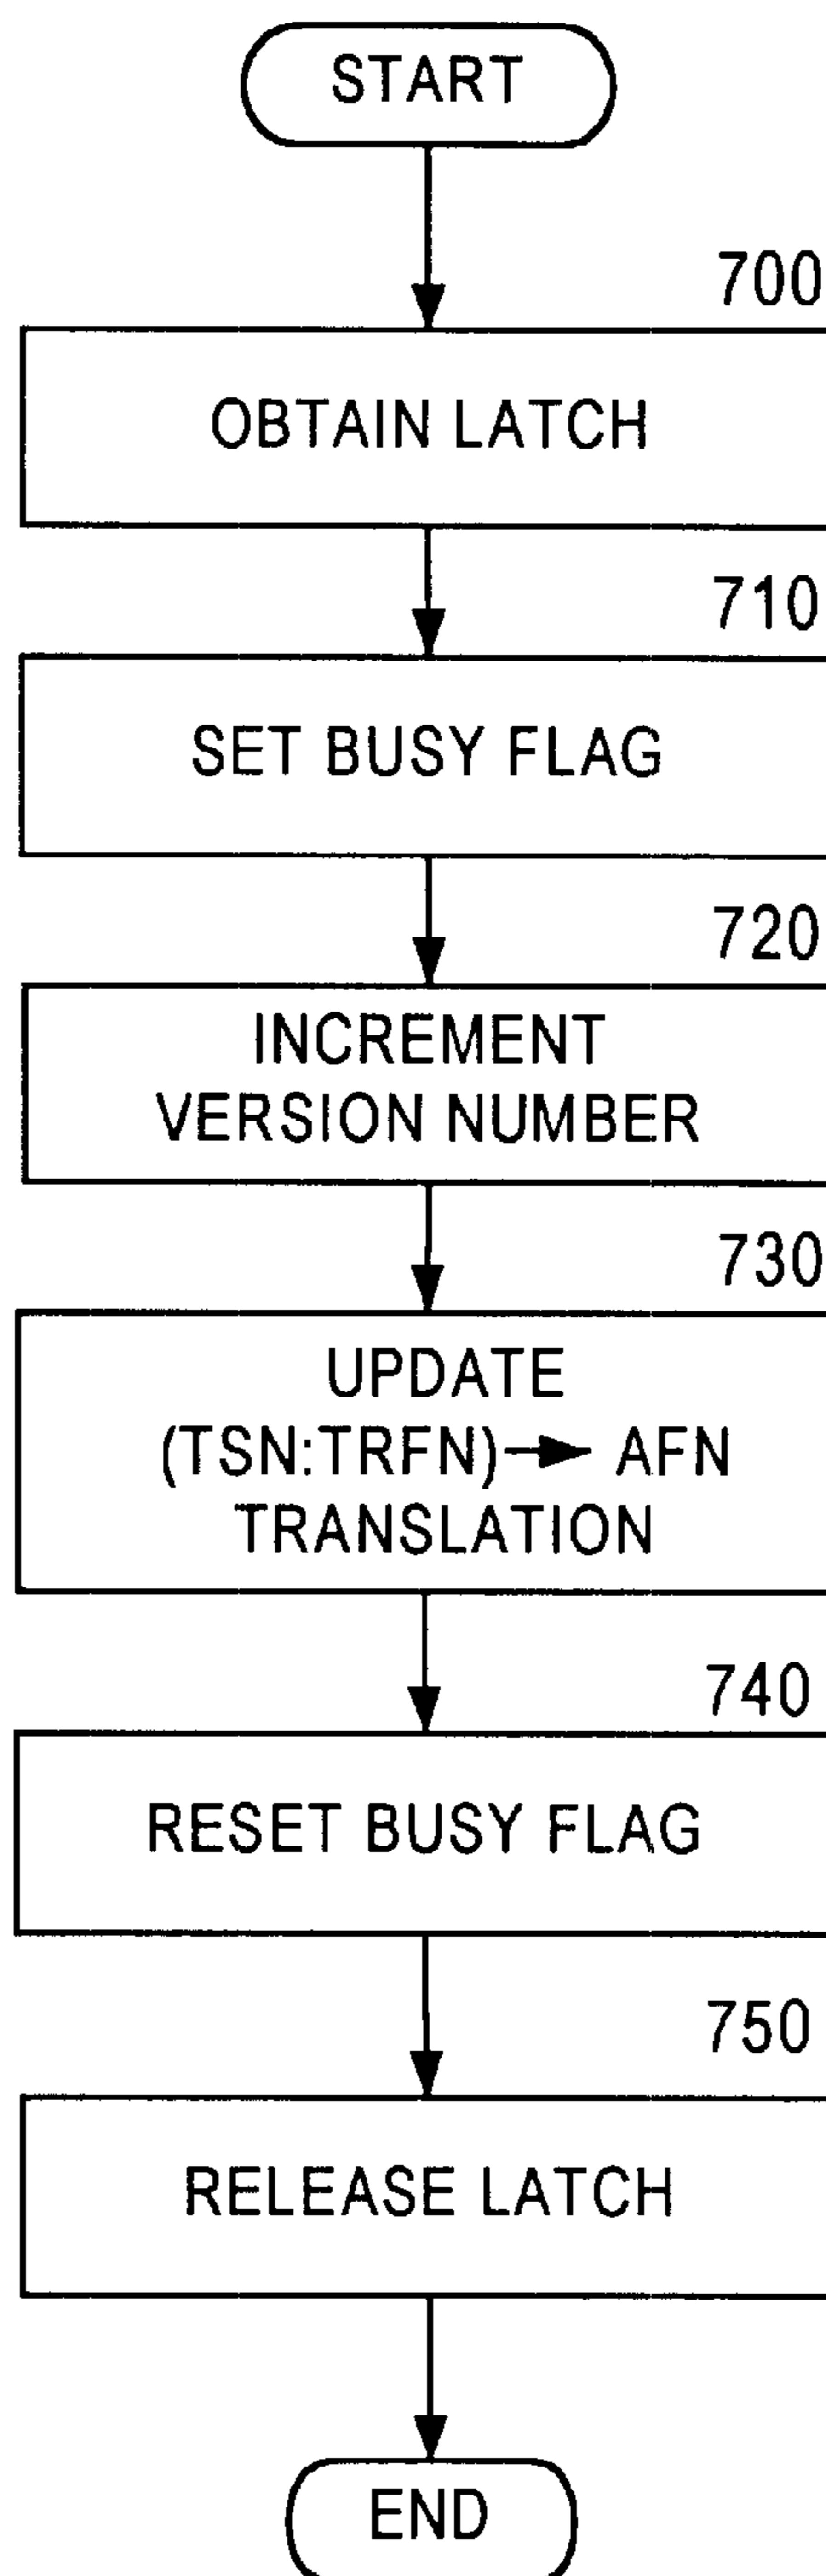 START
700
OBTAIN LATCH
710
SET BUSY FLAG
720
INCREMENT
VERSION NUMBER
730
UPDATE
(TSN:TRFN)→ AFN
TRANSLATION
740
RESET BUSY FLAG
750
RELEASE LATCH
END